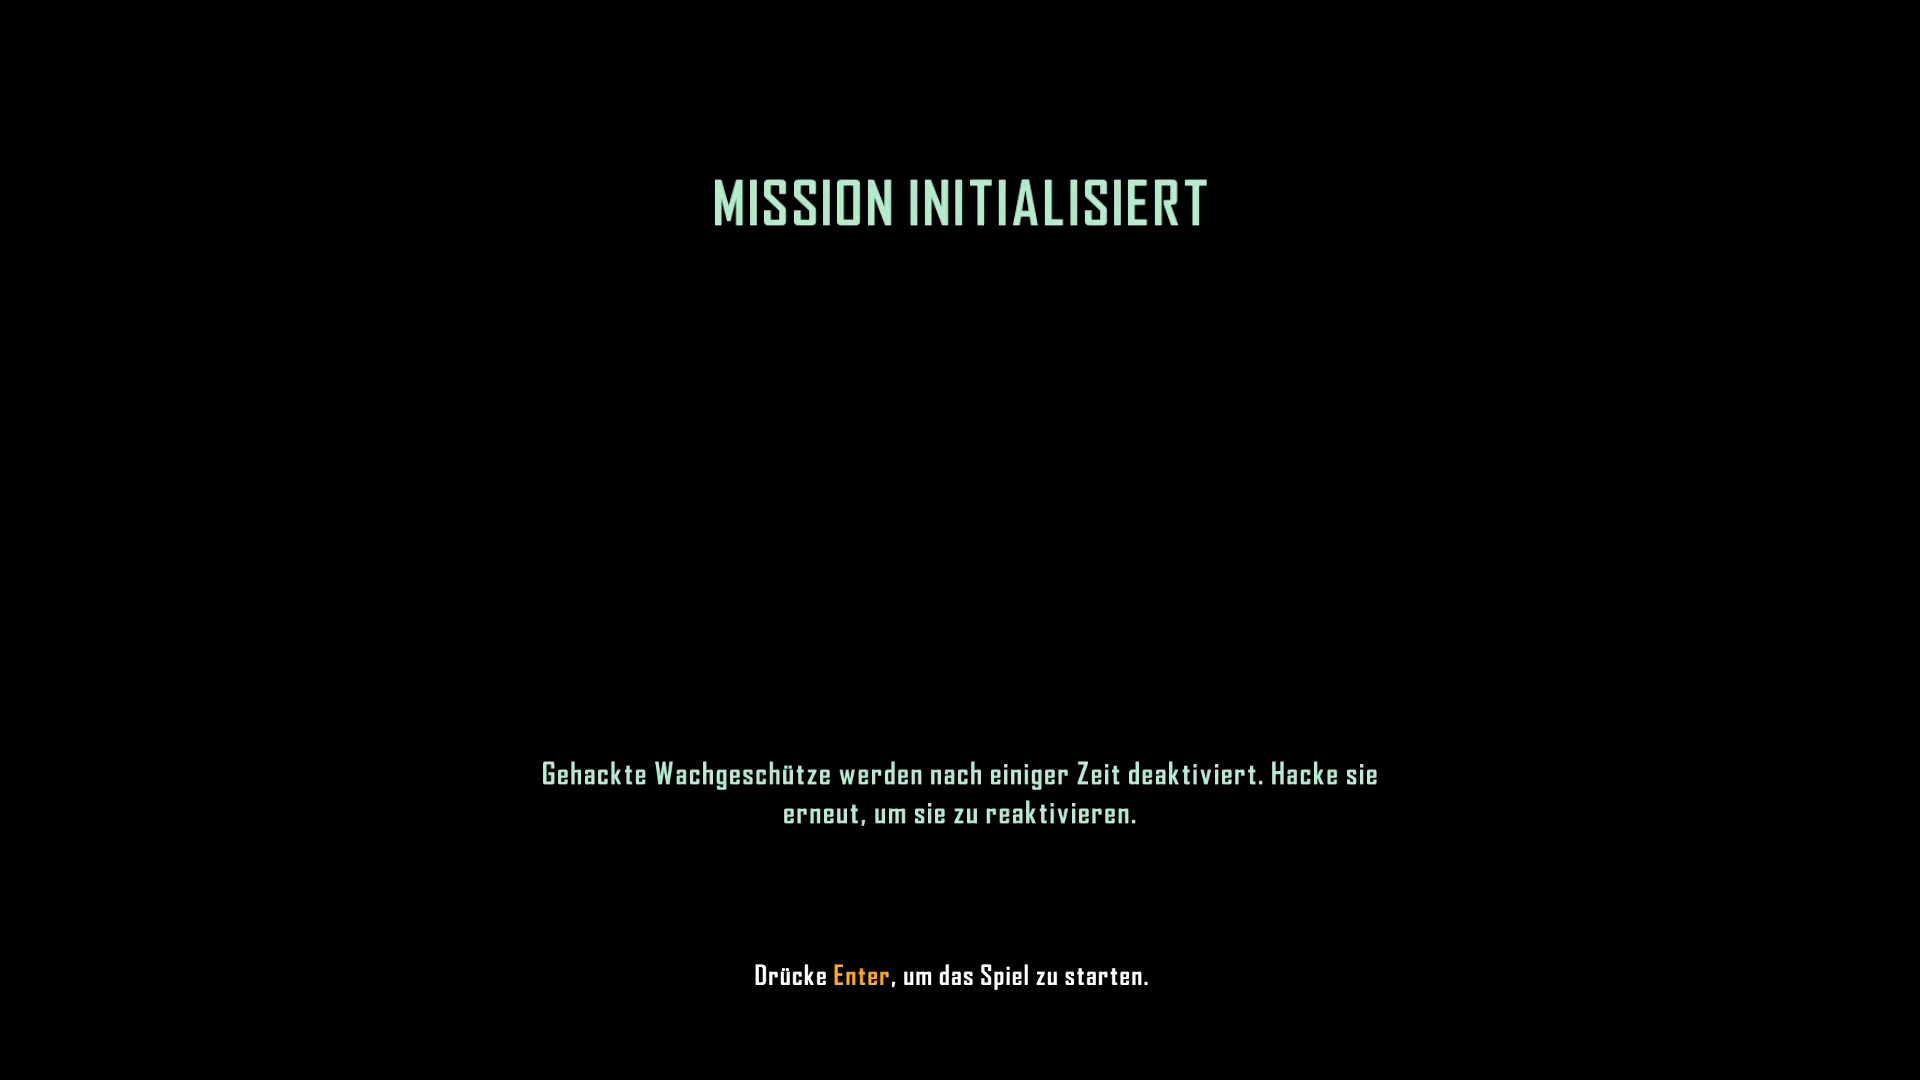 MISSION INITIALISIERT
Gehackte Wachgeschütze werden nach einiger Zeit deaktiviert. Hacke sie
erneut, um sie zu reaktivieren.
Drücke Enter, um das Spiel zu starten.